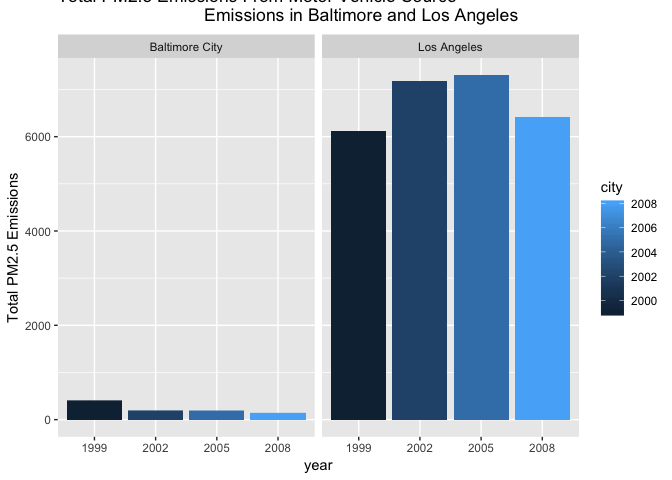 Total PM2.5 Emissions From Motor Vehicle Source
Emissions in Baltimore and Los Angeles
Baltimore City
Los Angeles
Total PM2.5 Emissions
6000
4000
2000
0
1999 2002 2005 2008
1999 2002 2005 2008
year
city
2008
2006
2004
2002
2000